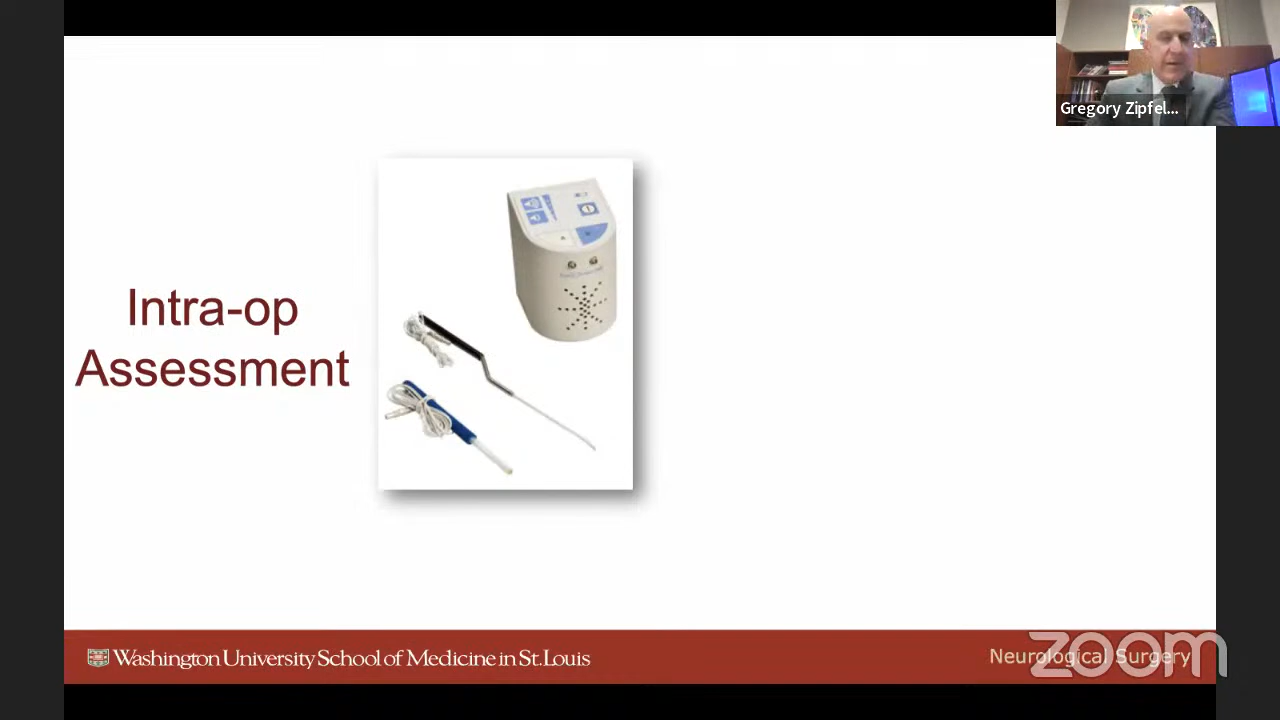 Gregory Zipfel...
Intra-op
Assessment
Washington University School of Medicine in St. Louis
Neurological Surgery
zoom